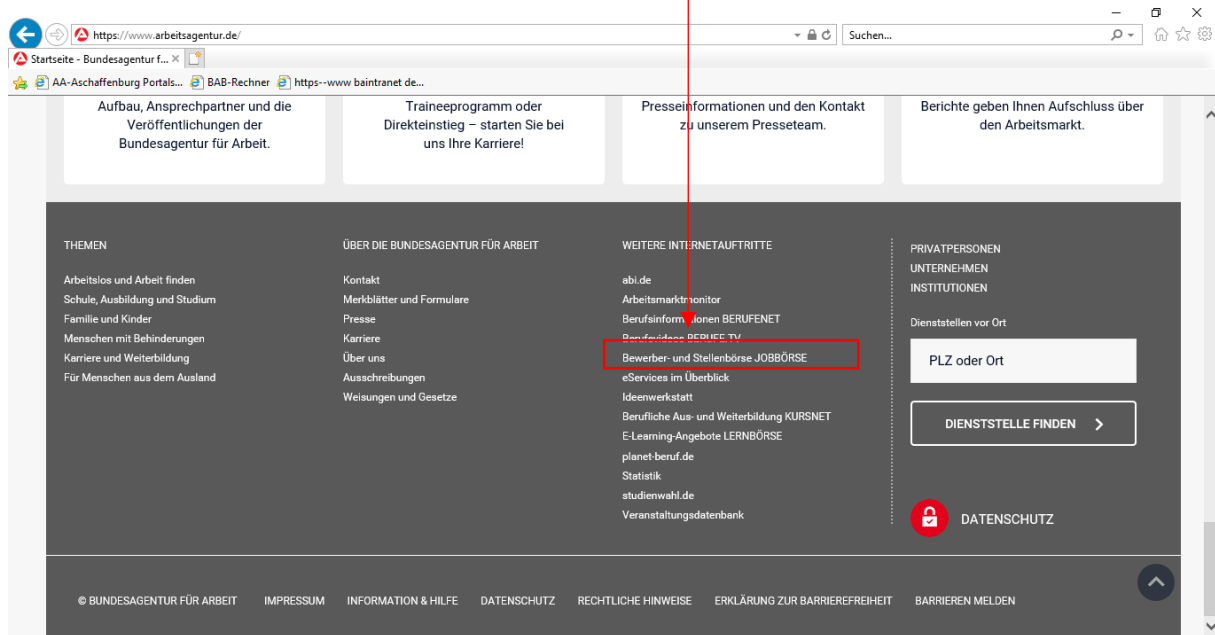 https://www.arbeitsagentur.de/
Suchen...
Startseite - Bundesagentur f...
AA-Aschaffenburg Portals...
BAB-Rechner
https--www baintranet de...
Aufbau, Ansprechpartner und die
Veröffentlichungen der
Bundesagentur für Arbeit.
Traineeprogramm oder
Direkteinstieg – starten Sie bei
uns Ihre Karriere!
Presseinformationen und den Kontakt
zu unserem Presseteam.
Berichte geben Ihnen Aufschluss über
den Arbeitsmarkt.
THEMEN
Arbeitslos und Arbeit finden
Schule, Ausbildung und Studium
Familie und Kinder
Menschen mit Behinderungen
Karriere und Weiterbildung
Für Menschen aus dem Ausland
ÜBER DIE BUNDESAGENTUR FÜR ARBEIT
Kontakt
Merkblätter und Formulare
Presse
Karriere
Über uns
Ausschreibungen
Weisungen und Gesetze
WEITERE INTERNETAUFTRITTE
abi.de
Arbeitsmarktmonitor
Berufsinformationen BERUFENET
Berufsvideos BERUFE.TV
Bewerber- und Stellenbörse JOBBÖRSE
eServices im Überblick
Ideenwerkstatt
Berufliche Aus- und Weiterbildung KURSNET
E-Learning-Angebote LERNBÖRSE
planet-beruf.de
Statistik
studienwahl.de
Veranstaltungsdatenbank
PRIVATPERSONEN
UNTERNEHMEN
INSTITUTIONEN
Dienststellen vor Ort
PLZ oder Ort
DIENSTSTELLE FINDEN
DATENSCHUTZ
© BUNDESAGENTUR FÜR ARBEIT
IMPRESSUM
INFORMATION & HILFE
DATENSCHUTZ
RECHTLICHE HINWEISE
ERKLÄRUNG ZUR BARRIEREFREIHEIT
BARRIEREN MELDEN